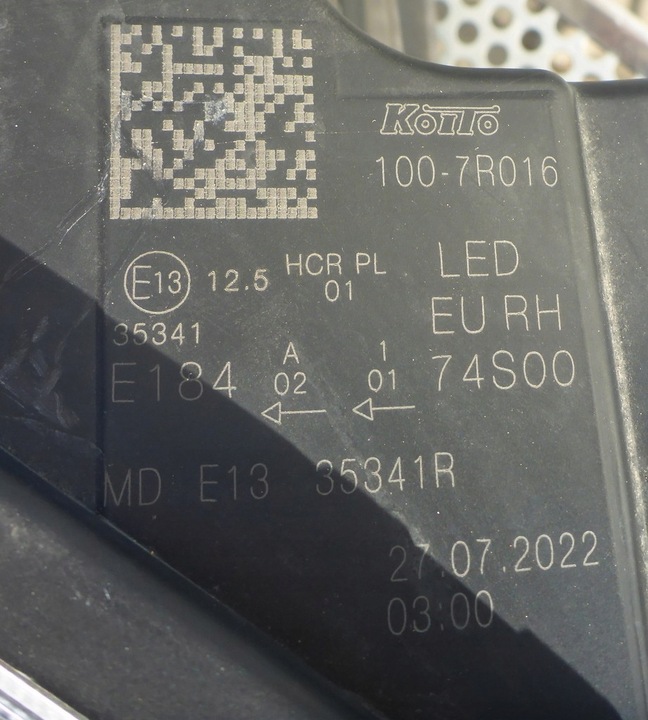 KOITO
100-7R016
E13 12.5 HCR PL LED
01
EU RH
35341
E184 A 1 74S00
02 01
MD E13 35341R
27.07.2022
03:00